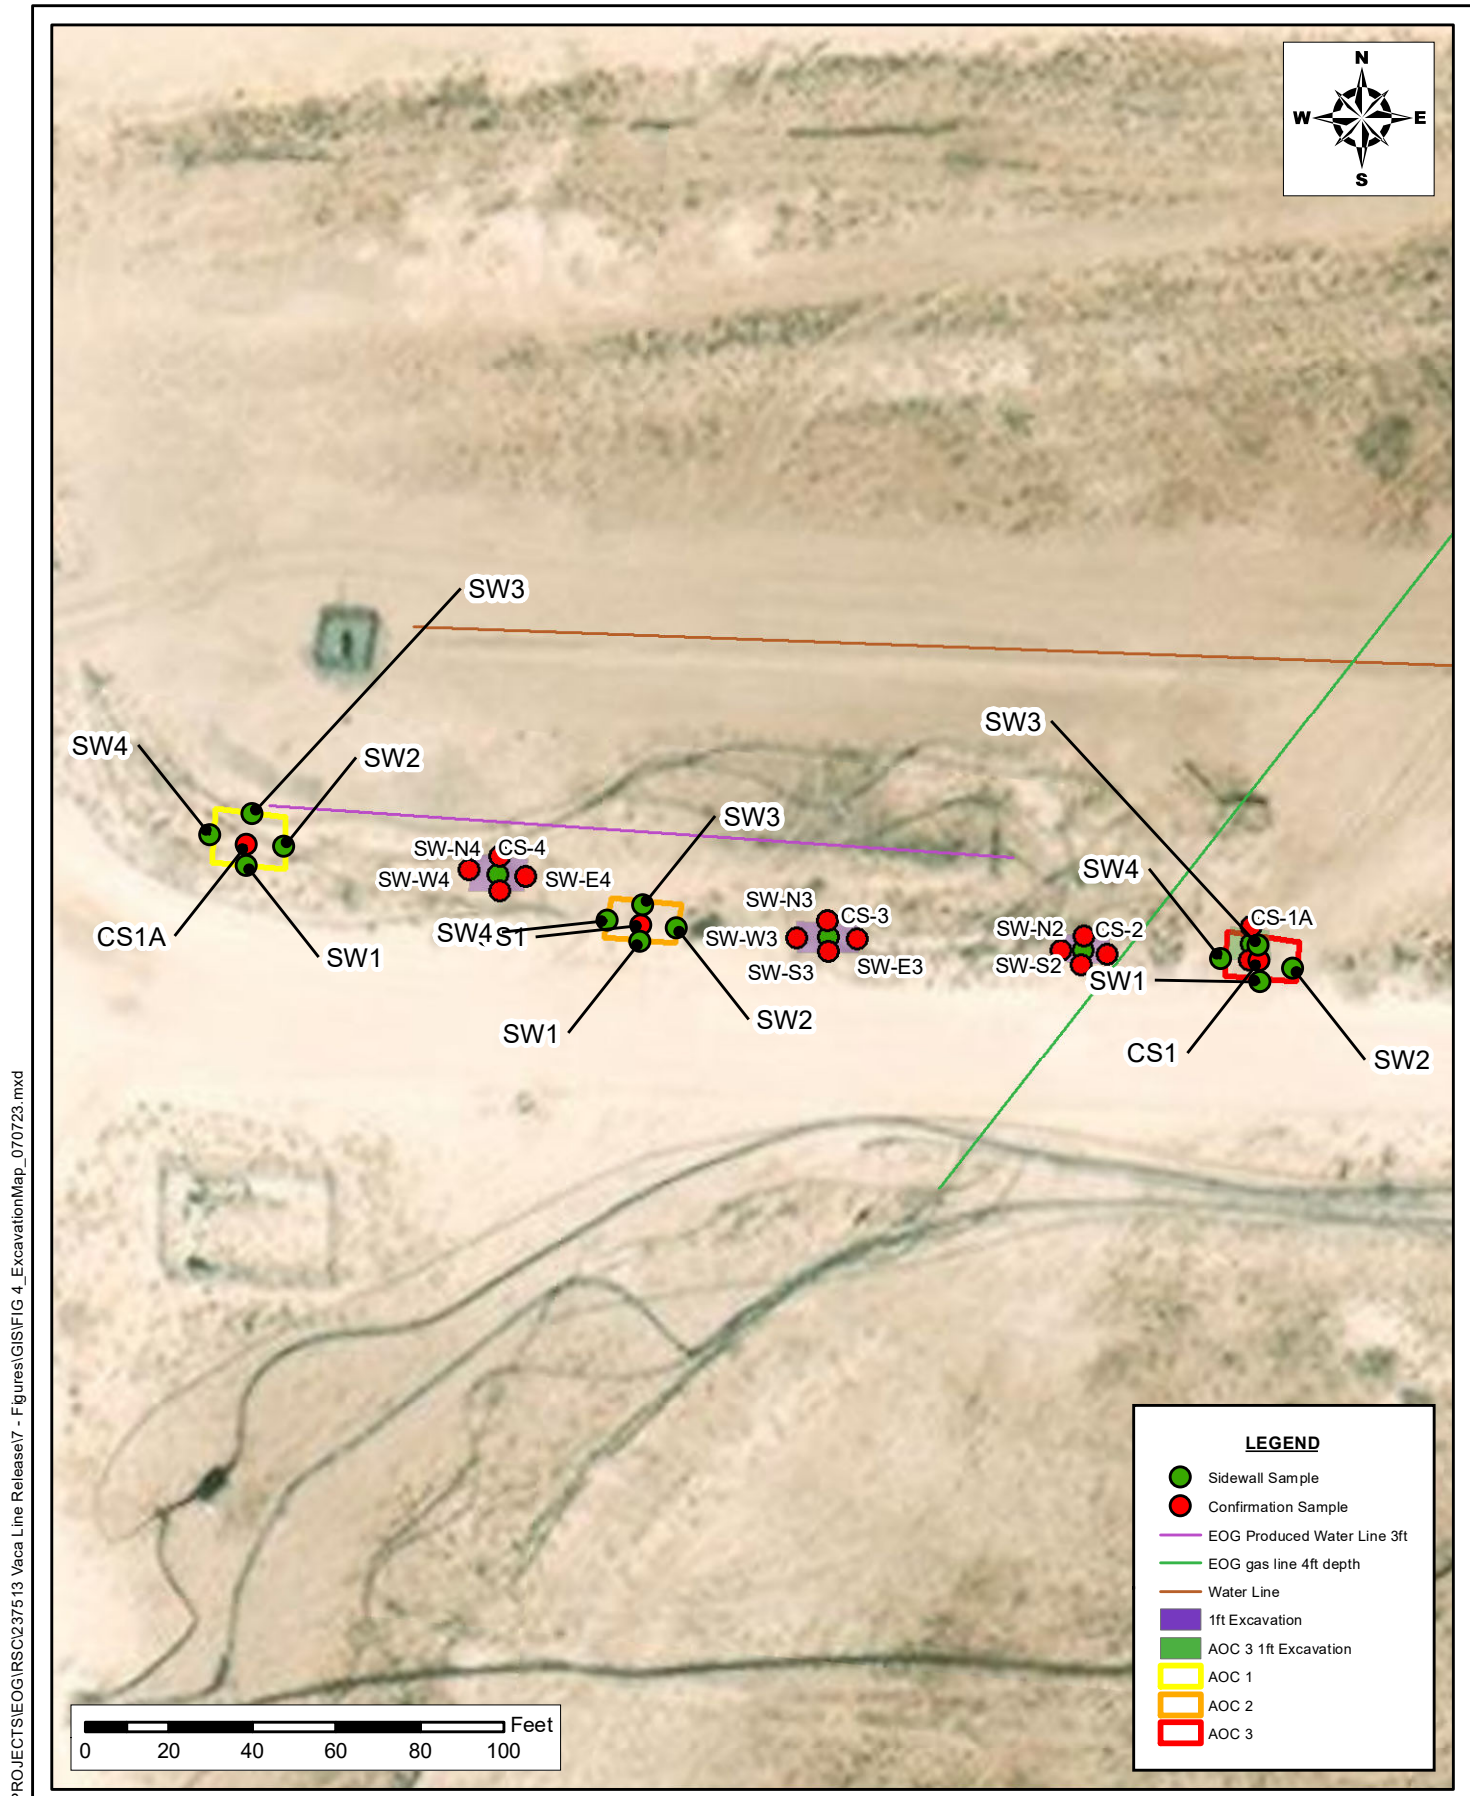 N
W E
S
SW3
SW4
SW2
SW3
SW3
SW-N4 CS-4
SW-W4 SW-E4
SW4
SW-N3
CS-3
CS-1A
SW-N2 CS-2
CS1A
SW4 S1
SW-W3
SW1
SW-S3 SW-E3
SW-S2
SW1
SW1
SW2
CS1
SW2
LEGEND
Sidewall Sample
Confirmation Sample
EOG Produced Water Line 3ft
EOG gas line 4ft depth
Water Line
1ft Excavation
AOC 3 1ft Excavation
AOC 1
AOC 2
AOC 3
Feet
0 20 40 60 80 100
PROJECTS\EOG\RSC\237513 Vaca Line Release\7 - Figures\GIS\FIG 4_ExcavationMap_070723.mxd